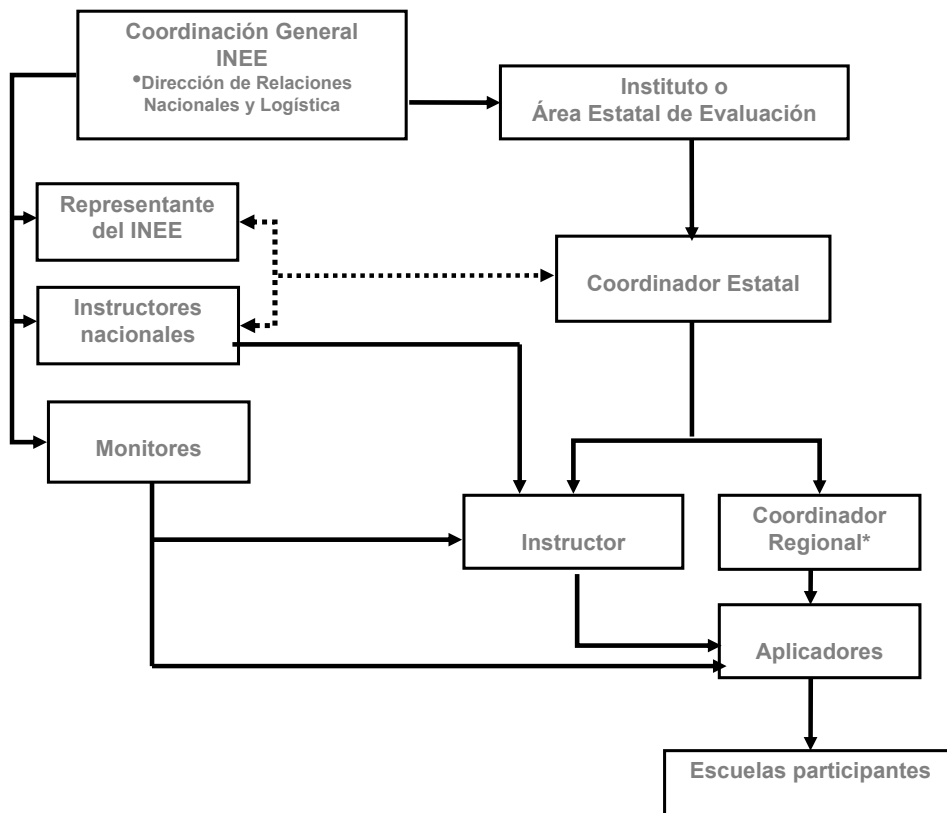 Coordinación General
INEE
•Dirección de Relaciones
Nacionales y Logística
Instituto o
Área Estatal de Evaluación
Representante
del INEE
Coordinador Estatal
Instructores
nacionales
Monitores
Instructor
Coordinador
Regional*
Aplicadores
Escuelas participantes